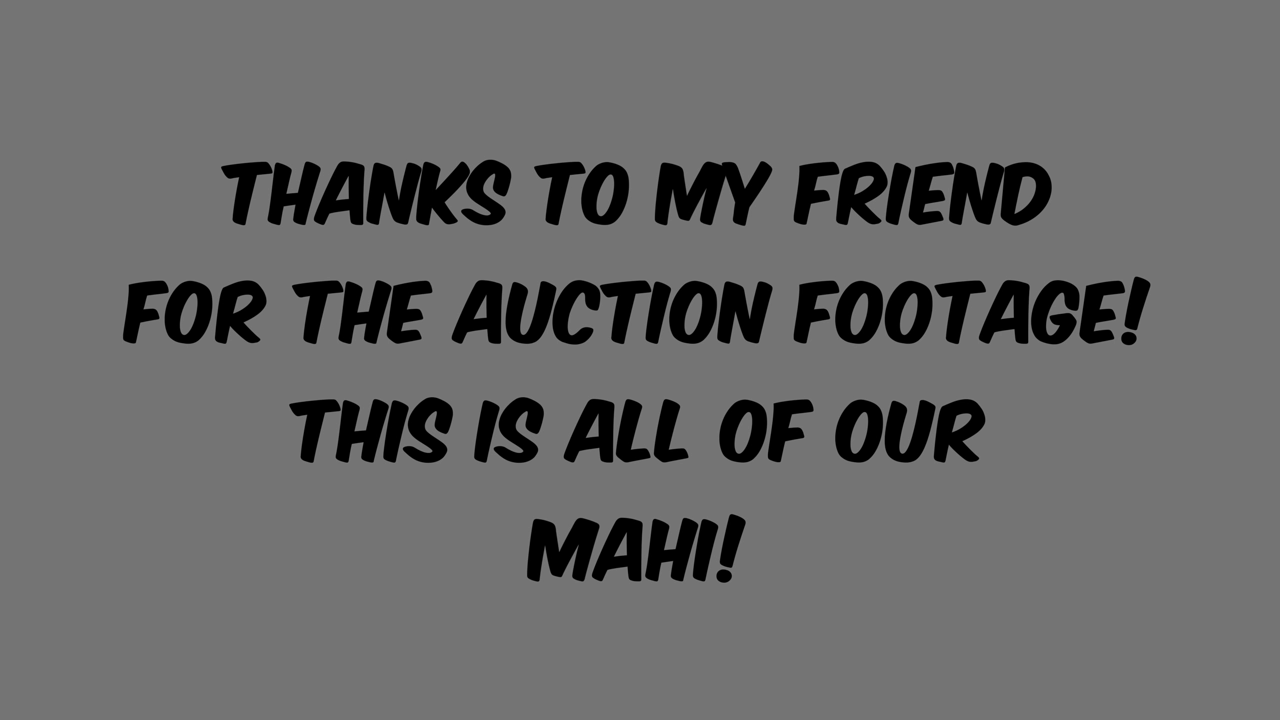 THANKS TO MY FRIEND
FOR THE AUCTION FOOTAGE!
THIS IS ALL OF OUR
MAHI!